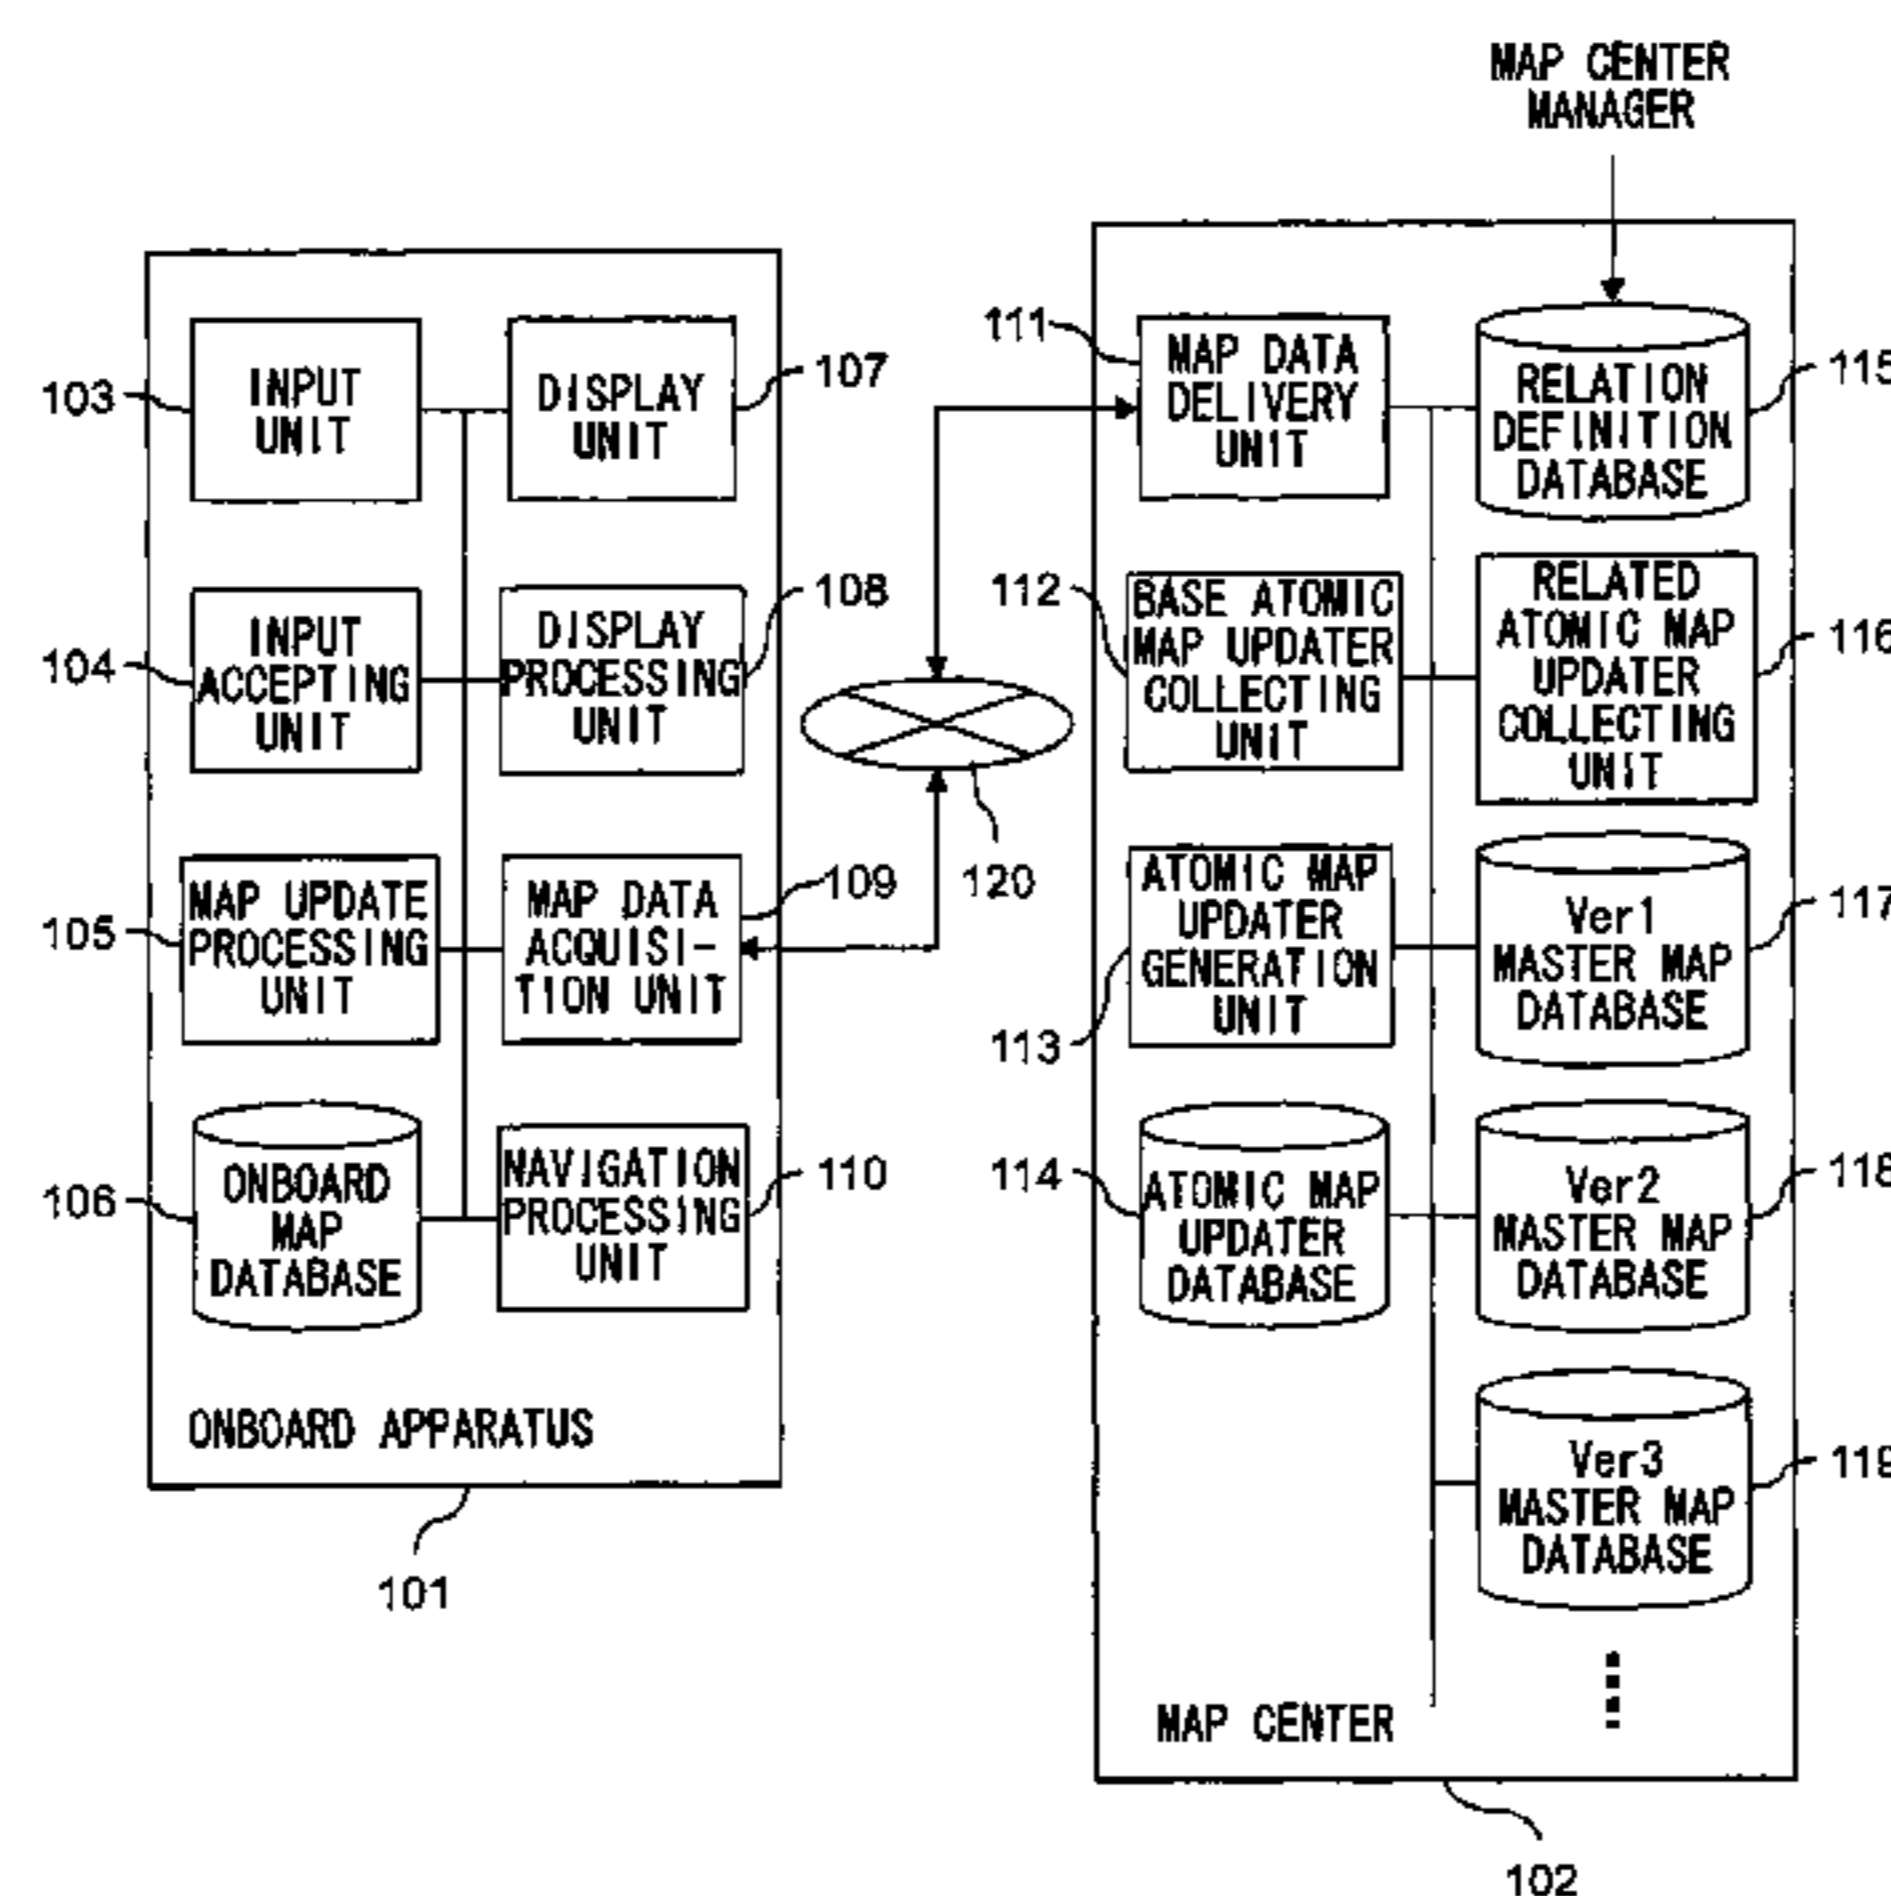 MAP CENTER
MANAGER
103
INPUT
UNIT
DISPLAY
UNIT
107
104
INPUT
ACCEPTING
UNIT
DISPLAY
PROCESSING
UNIT
108
105
MAP UPDATE
PROCESSING
UNIT
MAP DATA
ACQUISI-
TION UNIT
109
106
ONBOARD
MAP
DATABASE
NAVIGATION
PROCESSING
UNIT
110
ONBOARD APPARATUS
101
120
111
MAP DATA
DELIVERY
UNIT
RELATION
DEFINITION
DATABASE
115
112
BASE ATOMIC
MAP UPDATER
COLLECTING
UNIT
RELATED
ATOMIC MAP
UPDATER
COLLECTING
UNIT
116
113
ATOMIC MAP
UPDATER
GENERATION
UNIT
Ver1
MASTER MAP
DATABASE
117
114
ATOMIC MAP
UPDATER
DATABASE
Ver2
MASTER MAP
DATABASE
118
Ver3
MASTER MAP
DATABASE
119
MAP CENTER
102